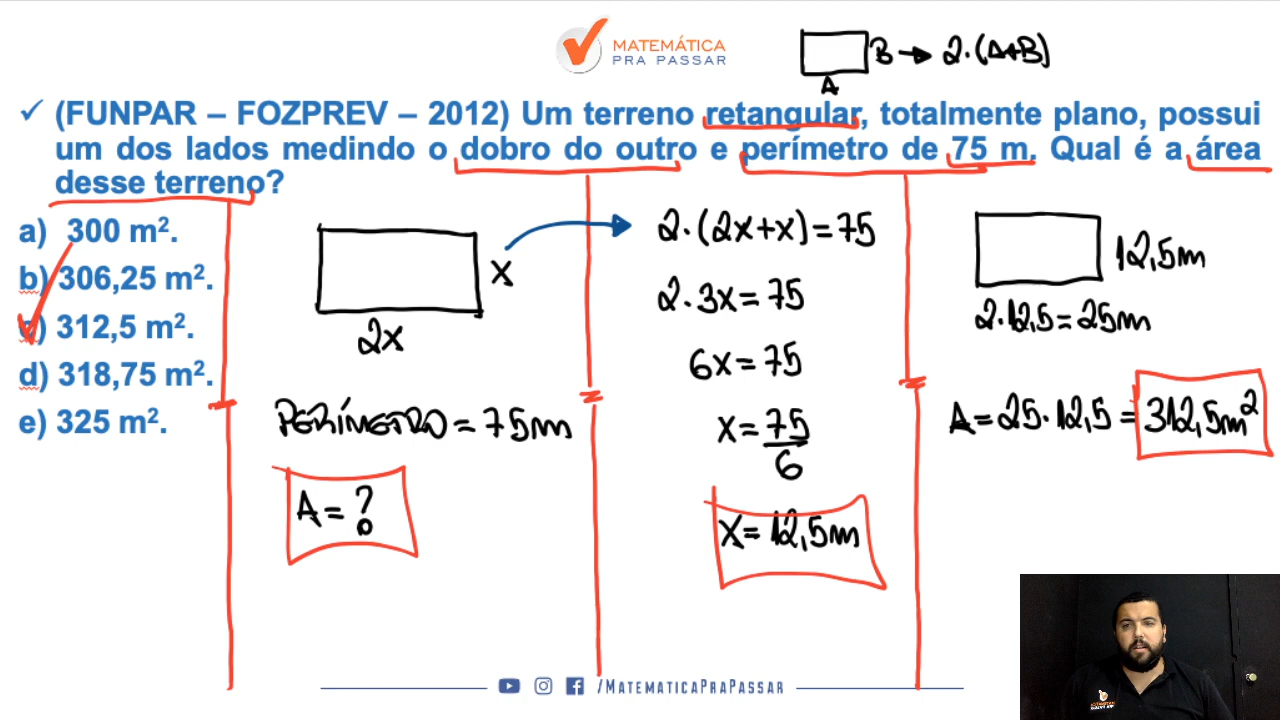 MATEMÁTICA
PRA PASSAR
B → 2·(A+B)
A
✓ (FUNPAR – FOZPREV – 2012) Um terreno retangular, totalmente plano, possui
um dos lados medindo o dobro do outro e perímetro de 75 m. Qual é a área
desse terreno?
a) 300 m².
b) 306,25 m².
c) 312,5 m².
d) 318,75 m².
e) 325 m².
x
2x
PERÍMETRO = 75m
A = ?
2·(2x+x) = 75
2·3x = 75
6x = 75
x = 75
6
x = 12,5m
12,5m
2·12,5 = 25m
A = 25·12,5 = 312,5m²
/MatematicaPraPassar